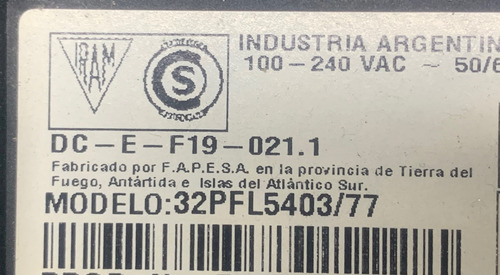 IRAM
S
INDUSTRIA ARGENTIN
100-240 VAC ~ 50/6
DC-E-F19-021.1
Fabricado por F.A.P.E.S.A. en la provincia de Tierra del
Fuego, Antártida e Islas del Atlántico Sur.
MODELO:32PFL5403/77